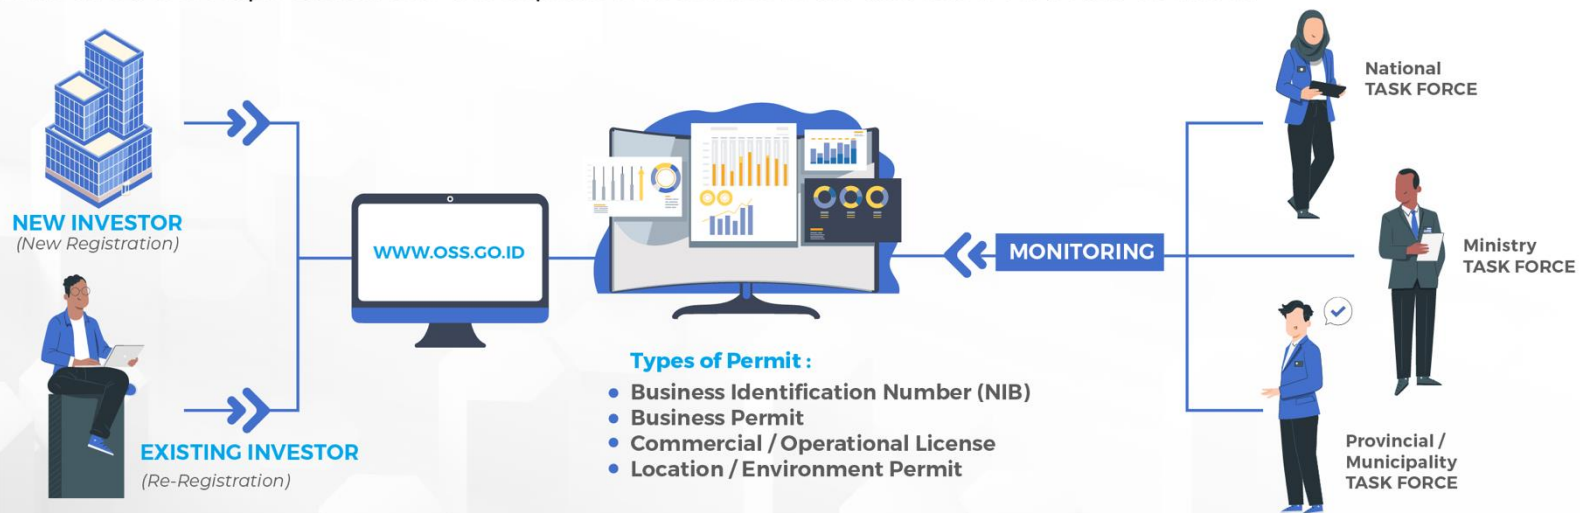 NEW INVESTOR
(New Registration)
EXISTING INVESTOR
(Re-Registration)
WWW.OSS.GO.ID
Types of Permit :
Business Identification Number (NIB)
Business Permit
Commercial / Operational License
Location / Environment Permit
MONITORING
National
TASK FORCE
Ministry
TASK FORCE
Provincial /
Municipality
TASK FORCE